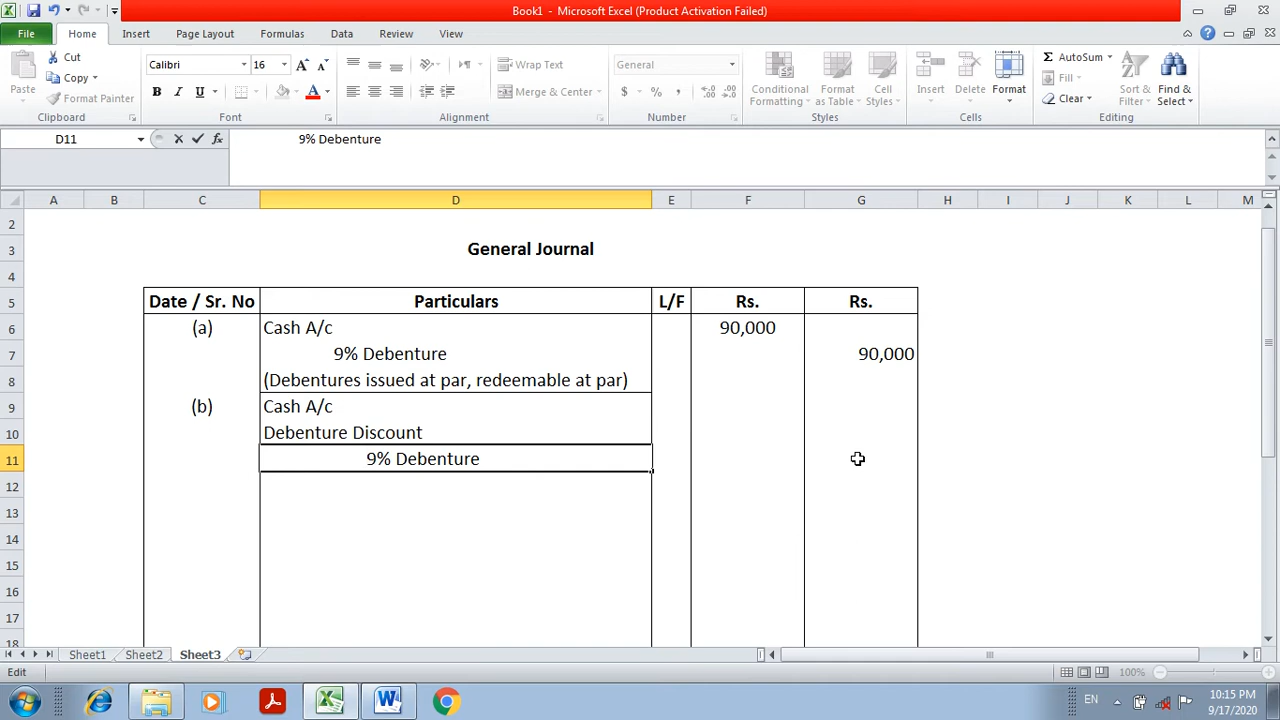 Book1 - Microsoft Excel (Product Activation Failed)
File Home Insert Page Layout Formulas Data Review View
Paste
Cut
Copy
Format Painter
Clipboard
Calibri 16
B I U
Font
Wrap Text
Merge & Center
Alignment
General
$ % ,
Number
Conditional Formatting
Format as Table
Cell Styles
Styles
Insert Delete Format
Cells
AutoSum
Fill
Clear
Sort & Filter
Find & Select
Editing
D11 fx 9% Debenture
A B C D E F G H I J K L M
2
3 General Journal
4
5 Date / Sr. No Particulars L/F Rs. Rs.
6 (a) Cash A/c 90,000
7 9% Debenture 90,000
8 (Debentures issued at par, redeemable at par)
9 (b) Cash A/c
10 Debenture Discount
11 9% Debenture
12
13
14
15
16
17
18
Sheet1 Sheet2 Sheet3
Edit 100%
EN 10:15 PM
9/17/2020